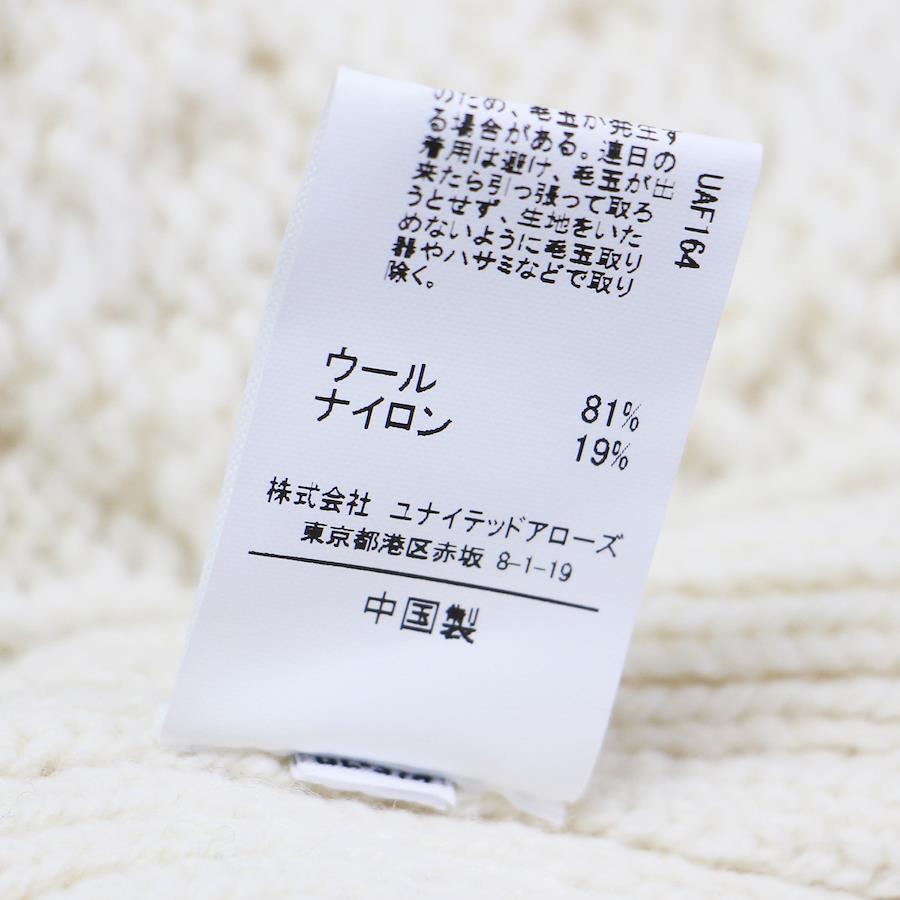 のため、毛玉が発生す
る場合がある。連日の
着用は避け、毛玉が出
来たら引っ張って取ろ
うとせず、生地をいた
めないように毛玉取り
器やハサミなどで取り
除く。
UAF164
ウール 81%
ナイロン 19%
株式会社 ユナイテッドアローズ
東京都港区赤坂 8-1-19
中国製